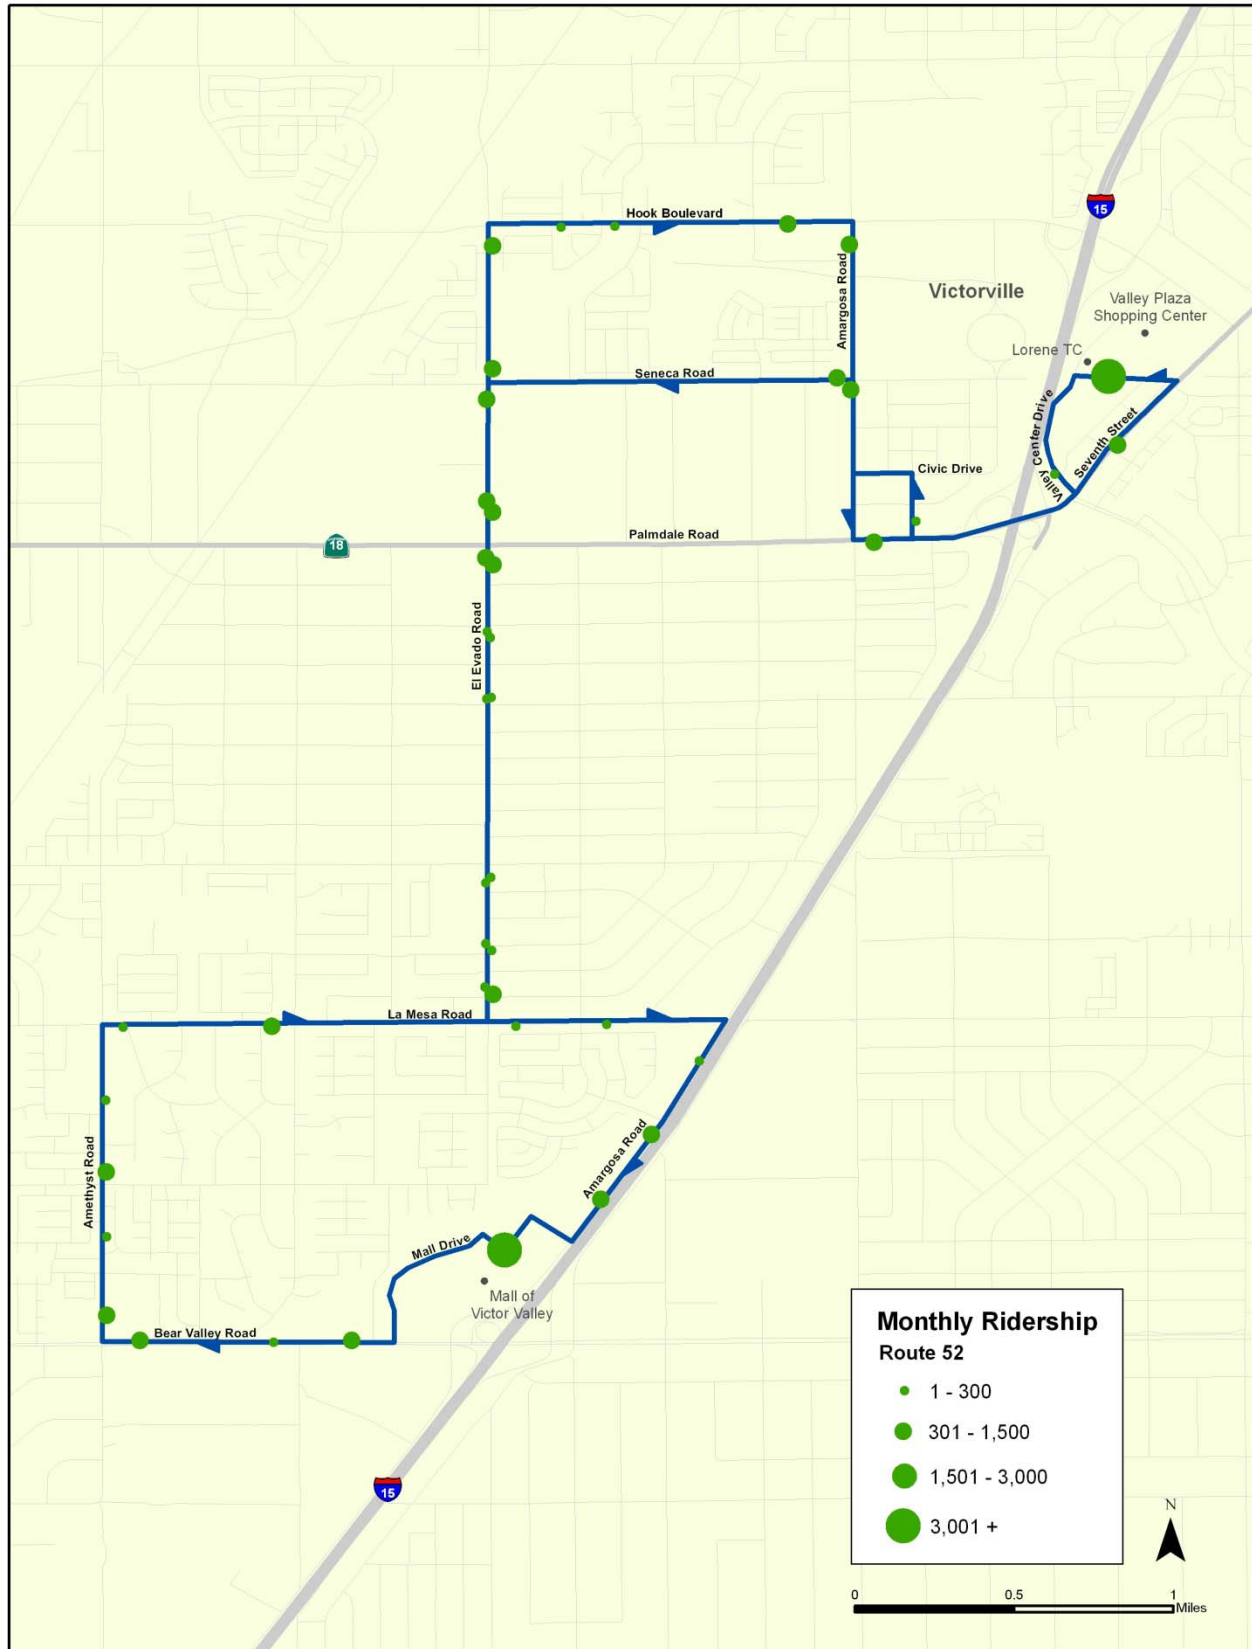 Hook Boulevard
15
Amargosa Road
Victorville
Valley Plaza
Shopping Center
Lorene TC
Seneca Road
Valley Center Drive
Seventh Street
Civic Drive
Palmdale Road
18
El Evado Road
La Mesa Road
Amethyst Road
Amargosa Road
Mall Drive
Mall of
Victor Valley
Bear Valley Road
15
Monthly Ridership
Route 52
1 - 300
301 - 1,500
1,501 - 3,000
3,001 +
N
0 0.5 1
Miles